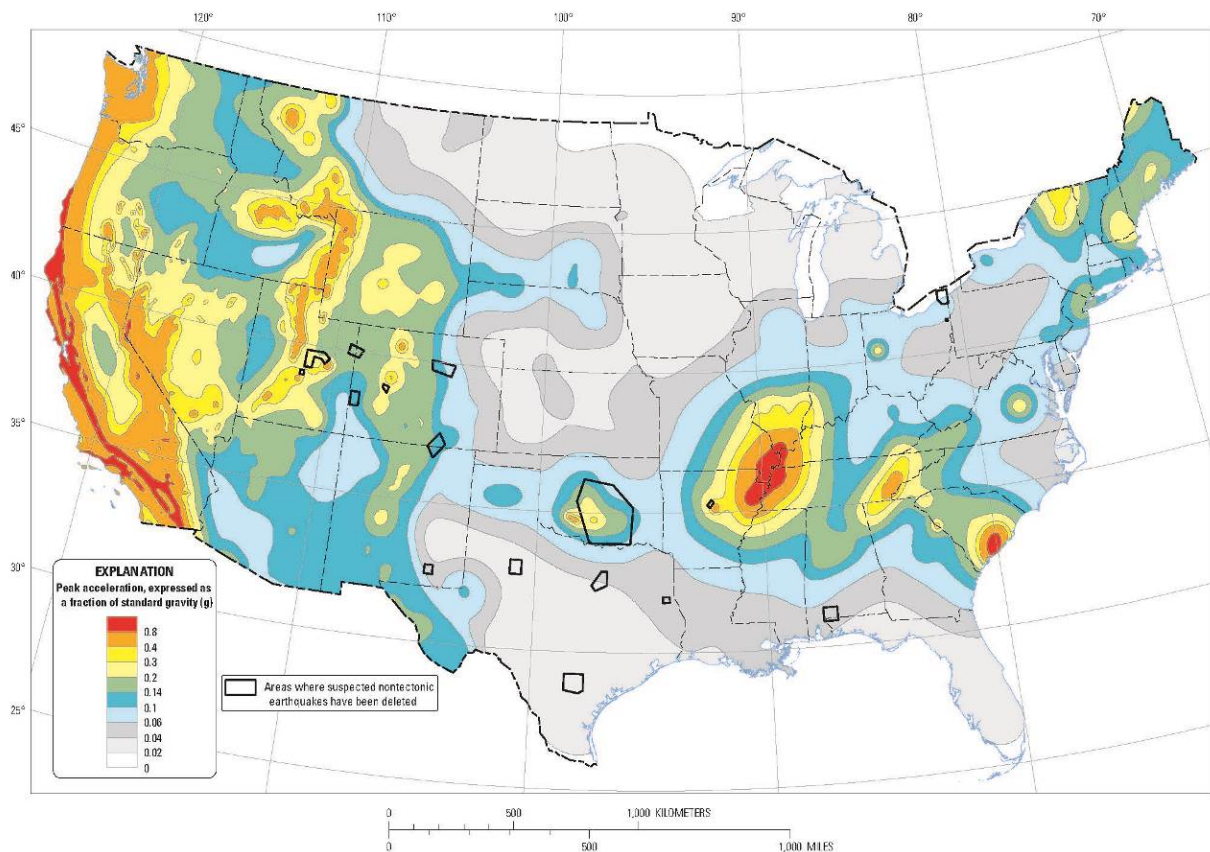 120° 110° 100° 90° 80° 70°
45°
40°
35°
30°
25°
EXPLANATION
Peak acceleration, expressed as
a fraction of standard gravity (g)
0.8
0.4
0.3
0.2
0.14
0.1
0.06
0.04
0.02
0
Areas where suspected nontectonic
earthquakes have been deleted
0 500 1,000 KILOMETERS
0 500 1,000 MILES